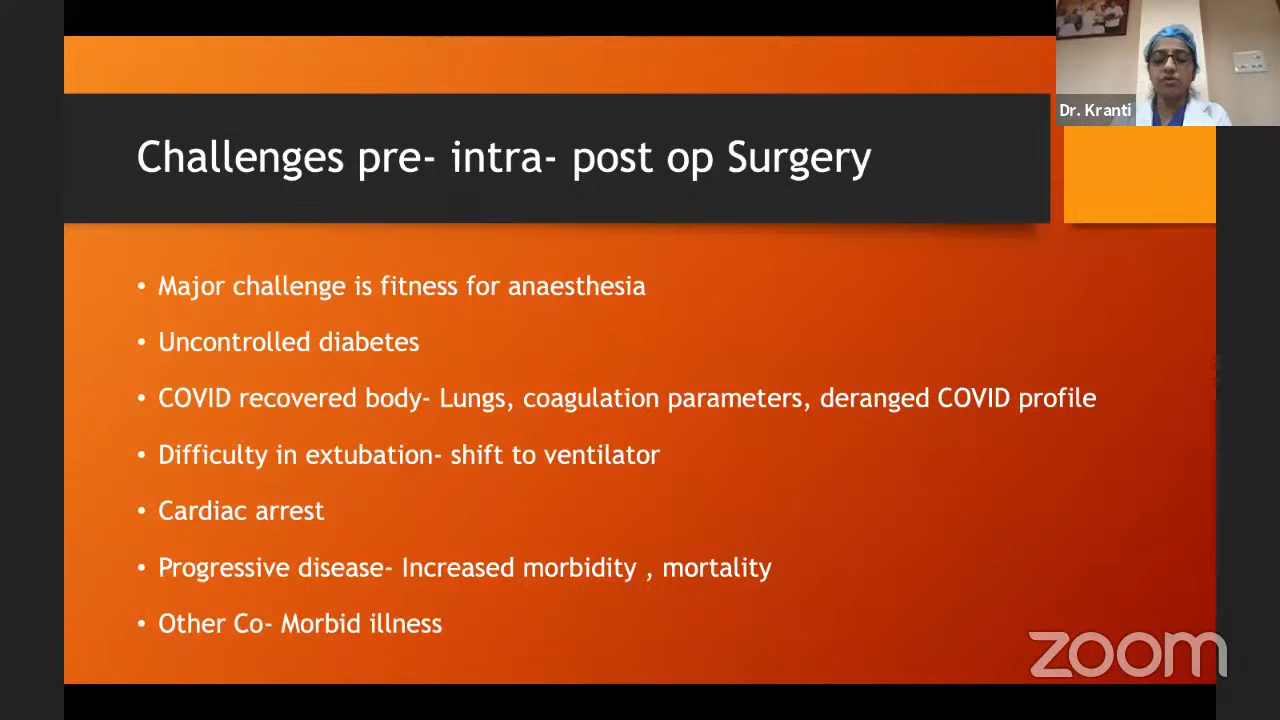 Dr. Kranti
Challenges pre- intra- post op Surgery
• Major challenge is fitness for anaesthesia
• Uncontrolled diabetes
• COVID recovered body- Lungs, coagulation parameters, deranged COVID profile
• Difficulty in extubation- shift to ventilator
• Cardiac arrest
• Progressive disease- Increased morbidity , mortality
• Other Co- Morbid illness
zoom